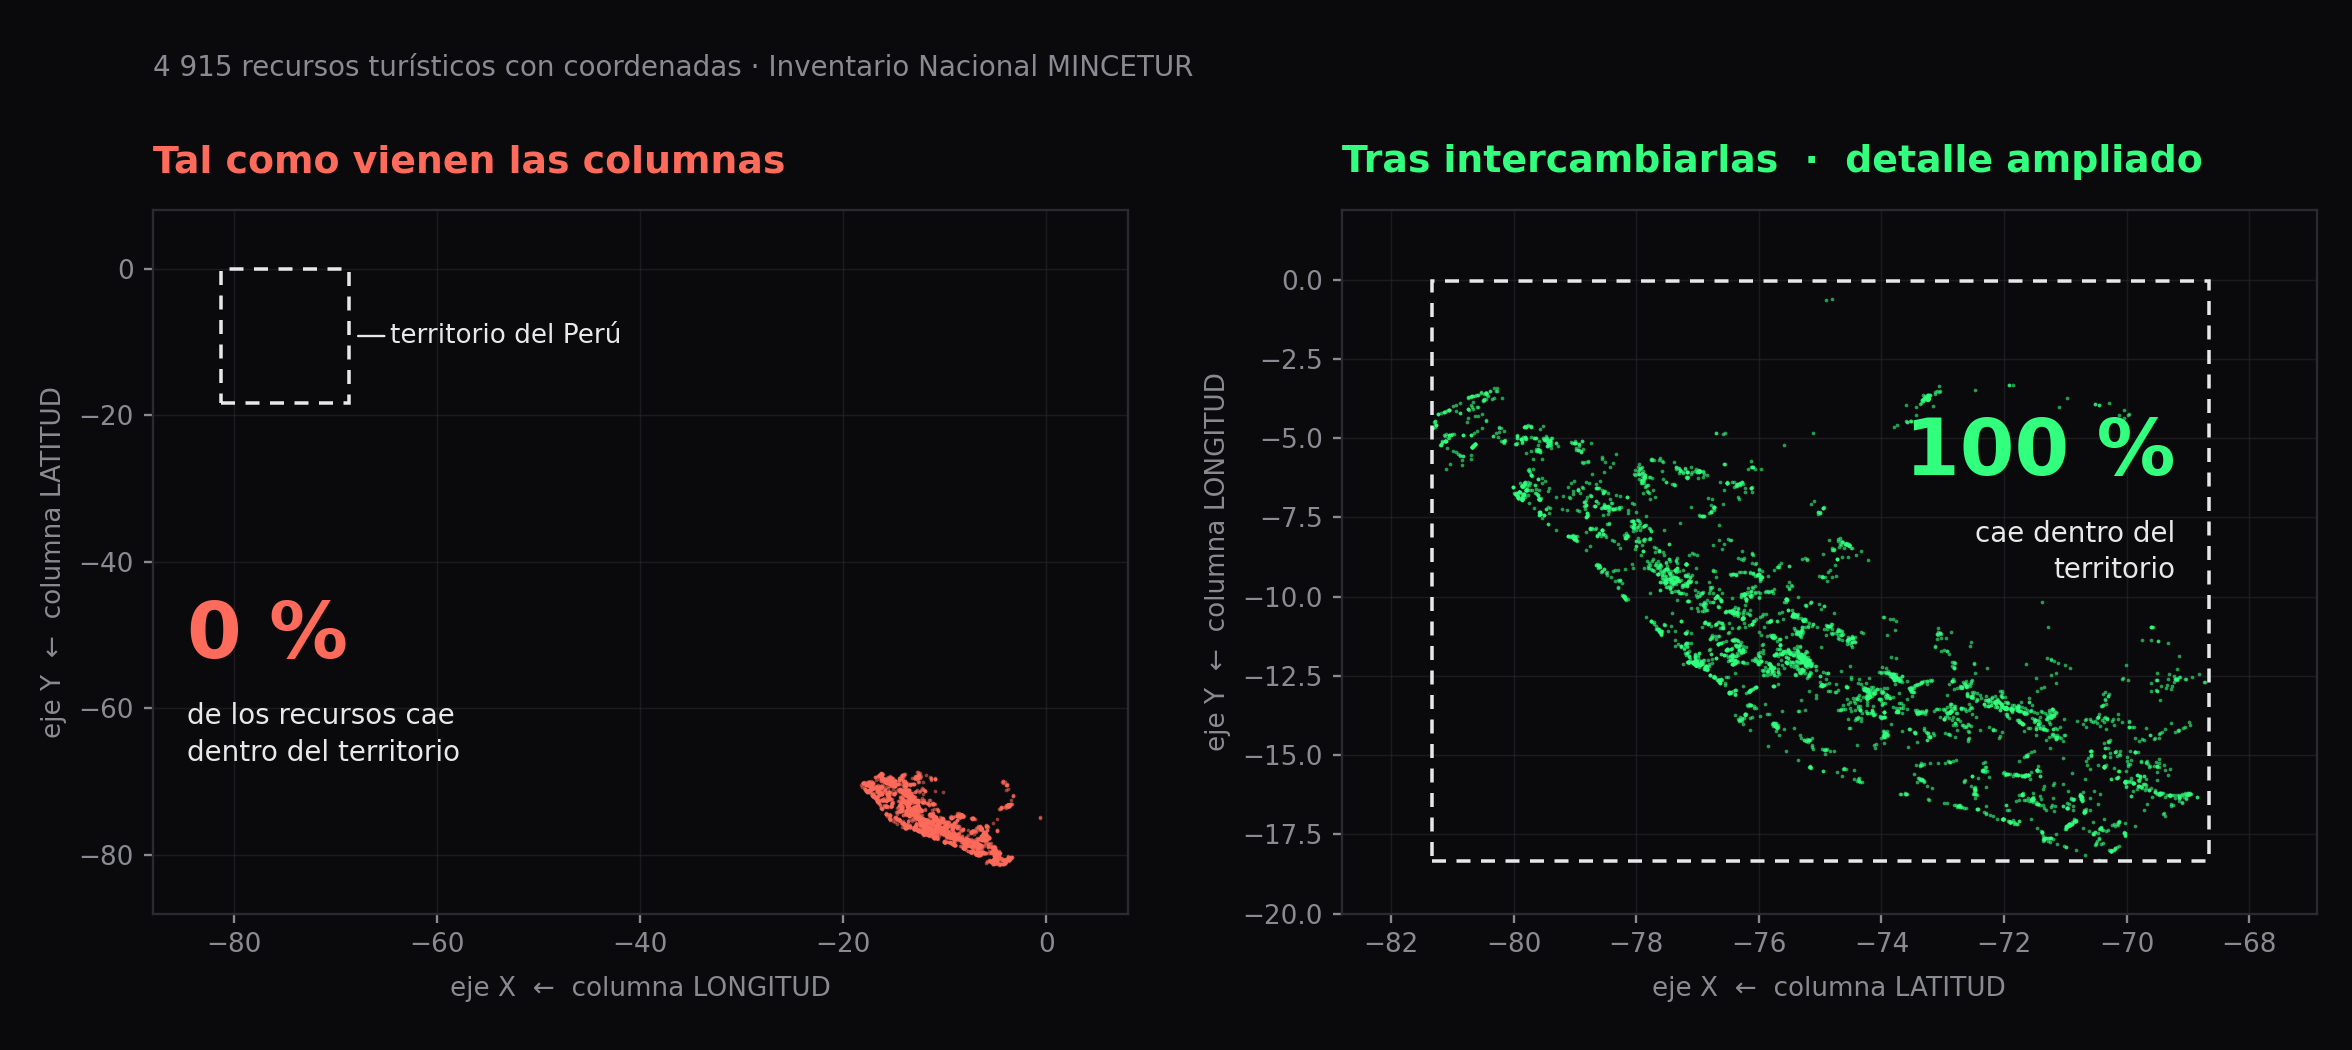 4 915 recursos turísticos con coordenadas · Inventario Nacional MINCETUR
Tal como vienen las columnas
0
−20
−40
−60
−80
−80
−60
−40
−20
0
eje Y ← columna LATITUD
eje X ← columna LONGITUD
territorio del Perú
0 %
de los recursos cae
dentro del territorio
Tras intercambiarlas · detalle ampliado
0.0
−2.5
−5.0
−7.5
−10.0
−12.5
−15.0
−17.5
−20.0
−82
−80
−78
−76
−74
−72
−70
−68
eje Y ← columna LONGITUD
eje X ← columna LATITUD
100 %
cae dentro del
territorio